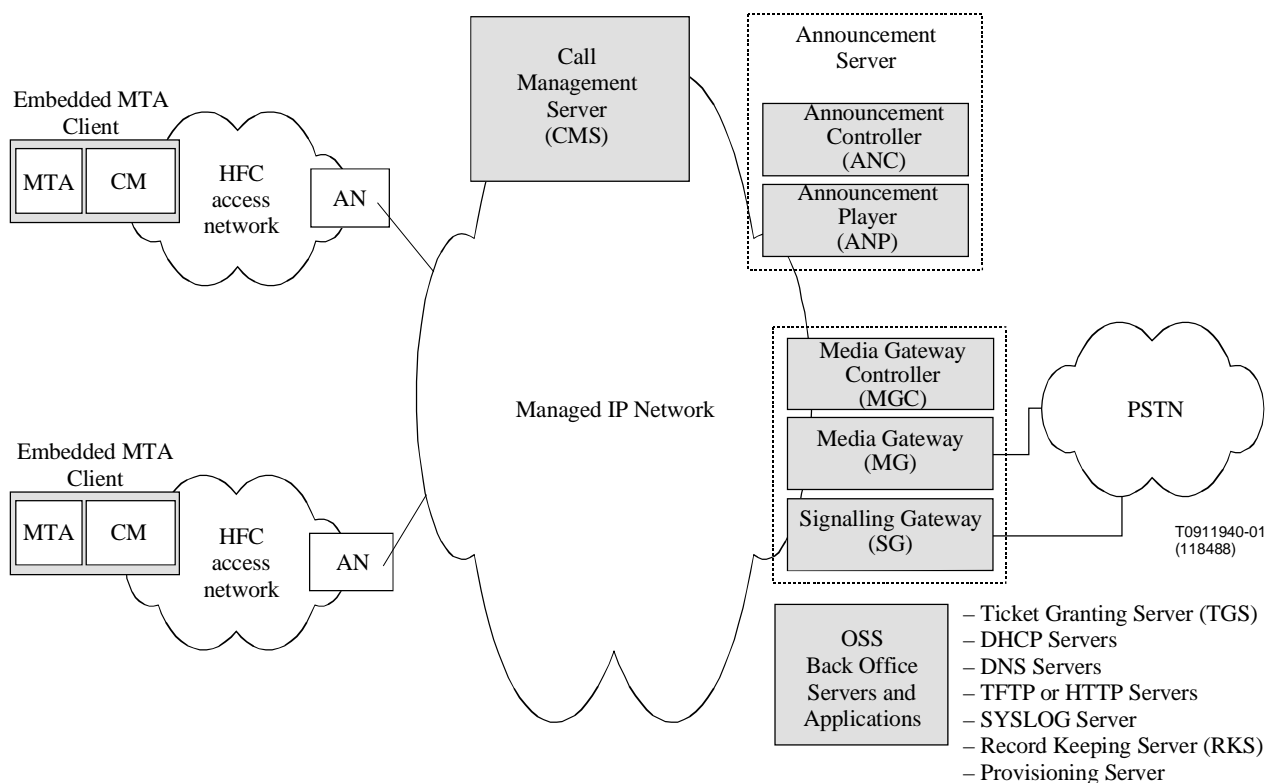 Call
Management
Server
(CMS)
Announcement
Server
Announcement
Controller
(ANC)
Announcement
Player
(ANP)
Embedded MTA
Client
MTA
CM
HFC
access
network
AN
Managed IP Network
Media Gateway
Controller
(MGC)
Media Gateway
(MG)
Signalling Gateway
(SG)
PSTN
T0911940-01
(118488)
Embedded MTA
Client
MTA
CM
HFC
access
network
AN
OSS
Back Office
Servers and
Applications
– Ticket Granting Server (TGS)
– DHCP Servers
– DNS Servers
– TFTP or HTTP Servers
– SYSLOG Server
– Record Keeping Server (RKS)
– Provisioning Server